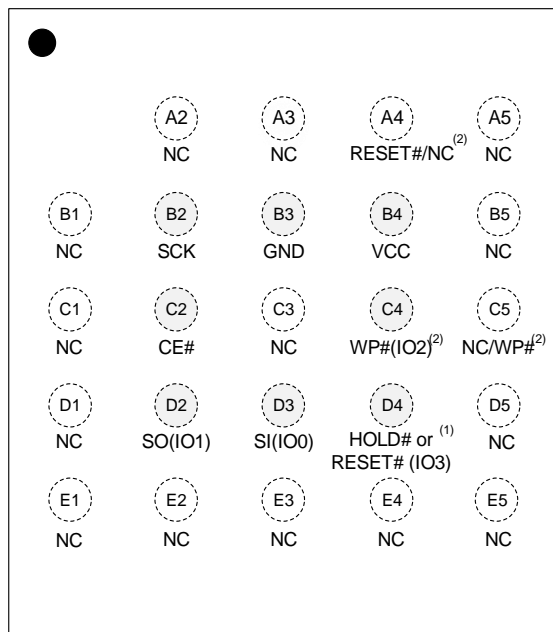 A2 A3 A4 A5
NC NC RESET#/NC(2) NC
B1 B2 B3 B4 B5
NC SCK GND VCC NC
C1 C2 C3 C4 C5
NC CE# NC WP#(IO2)(2) NC/WP#(2)
D1 D2 D3 D4 D5
NC SO(IO1) SI(IO0) HOLD# or (1) NC
RESET# (IO3)
E1 E2 E3 E4 E5
NC NC NC NC NC